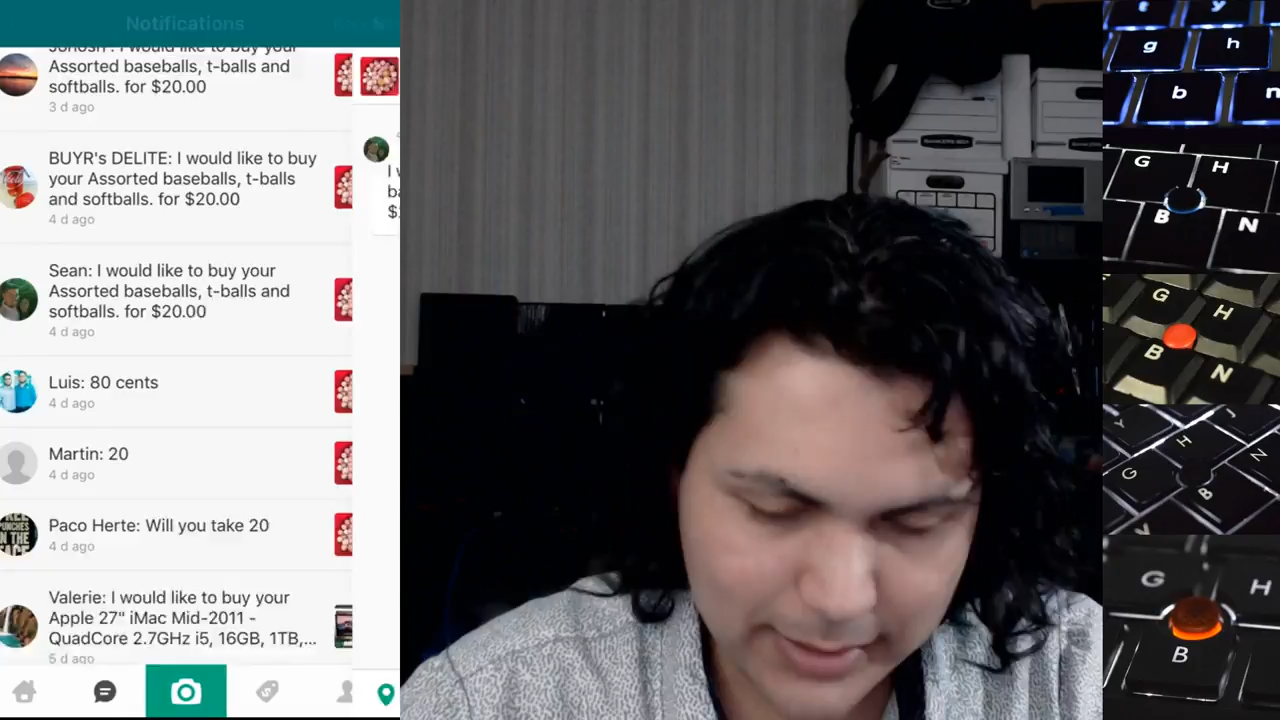 Notifications
Jonosh : I would like to buy your
Assorted baseballs, t-balls and
softballs. for $20.00
3 d ago
BUYR's DELITE: I would like to buy
your Assorted baseballs, t-balls
and softballs. for $20.00
4 d ago
Sean: I would like to buy your
Assorted baseballs, t-balls and
softballs. for $20.00
4 d ago
Luis: 80 cents
4 d ago
Martin: 20
4 d ago
Paco Herte: Will you take 20
4 d ago
Valerie: I would like to buy your
Apple 27" iMac Mid-2011 -
QuadCore 2.7GHz i5, 16GB, 1TB,...
5 d ago
I w
ba
$
t y
g h
b n
G H
B N
G H
B N
Y J
H N
G B
V
G H
B